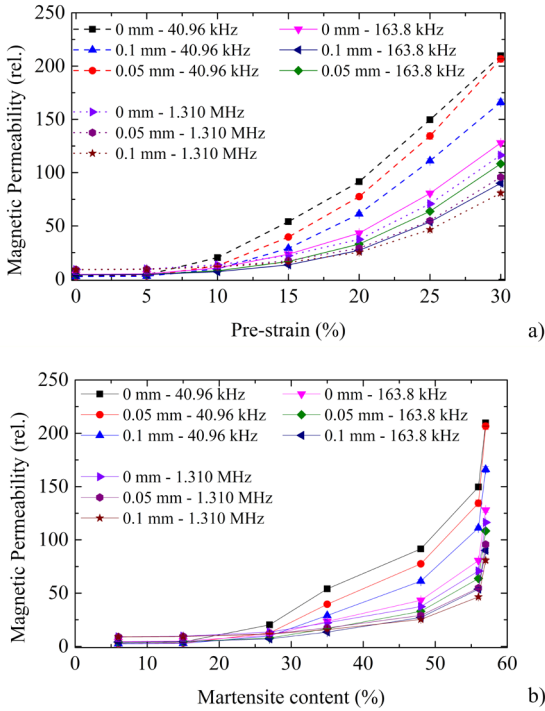 250
200
150
100
50
0
Magnetic Permeability (rel.)
0 mm - 40.96 kHz
0.1 mm - 40.96 kHz
0.05 mm - 40.96 kHz
0 mm - 163.8 kHz
0.1 mm - 163.8 kHz
0.05 mm - 163.8 kHz
0 mm - 1.310 MHz
0.05 mm - 1.310 MHz
0.1 mm - 1.310 MHz
0 5 10 15 20 25 30
Pre-strain (%)
a)
250
200
150
100
50
0
Magnetic Permeability (rel.)
0 mm - 40.96 kHz
0.05 mm - 40.96 kHz
0.1 mm - 40.96 kHz
0 mm - 163.8 kHz
0.05 mm - 163.8 kHz
0.1 mm - 163.8 kHz
0 mm - 1.310 MHz
0.05 mm - 1.310 MHz
0.1 mm - 1.310 MHz
0 10 20 30 40 50 60
Martensite content (%)
b)